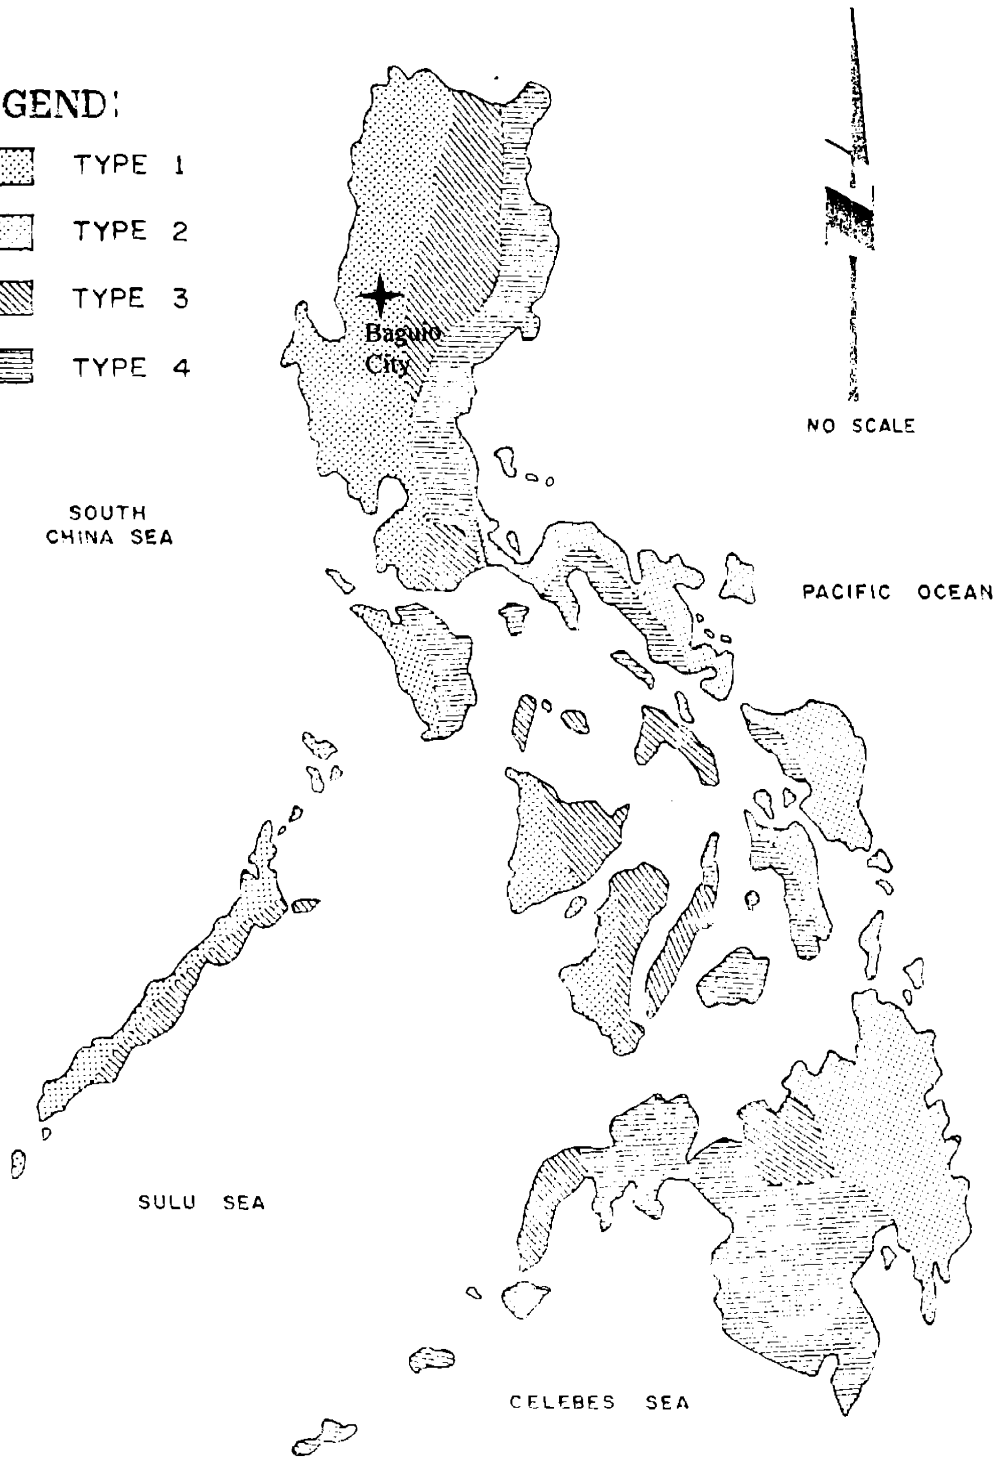 GEND:
TYPE 1
TYPE 2
TYPE 3
TYPE 4
Baguio
City
NO SCALE
SOUTH
CHINA SEA
PACIFIC OCEAN
SULU SEA
CELEBES SEA